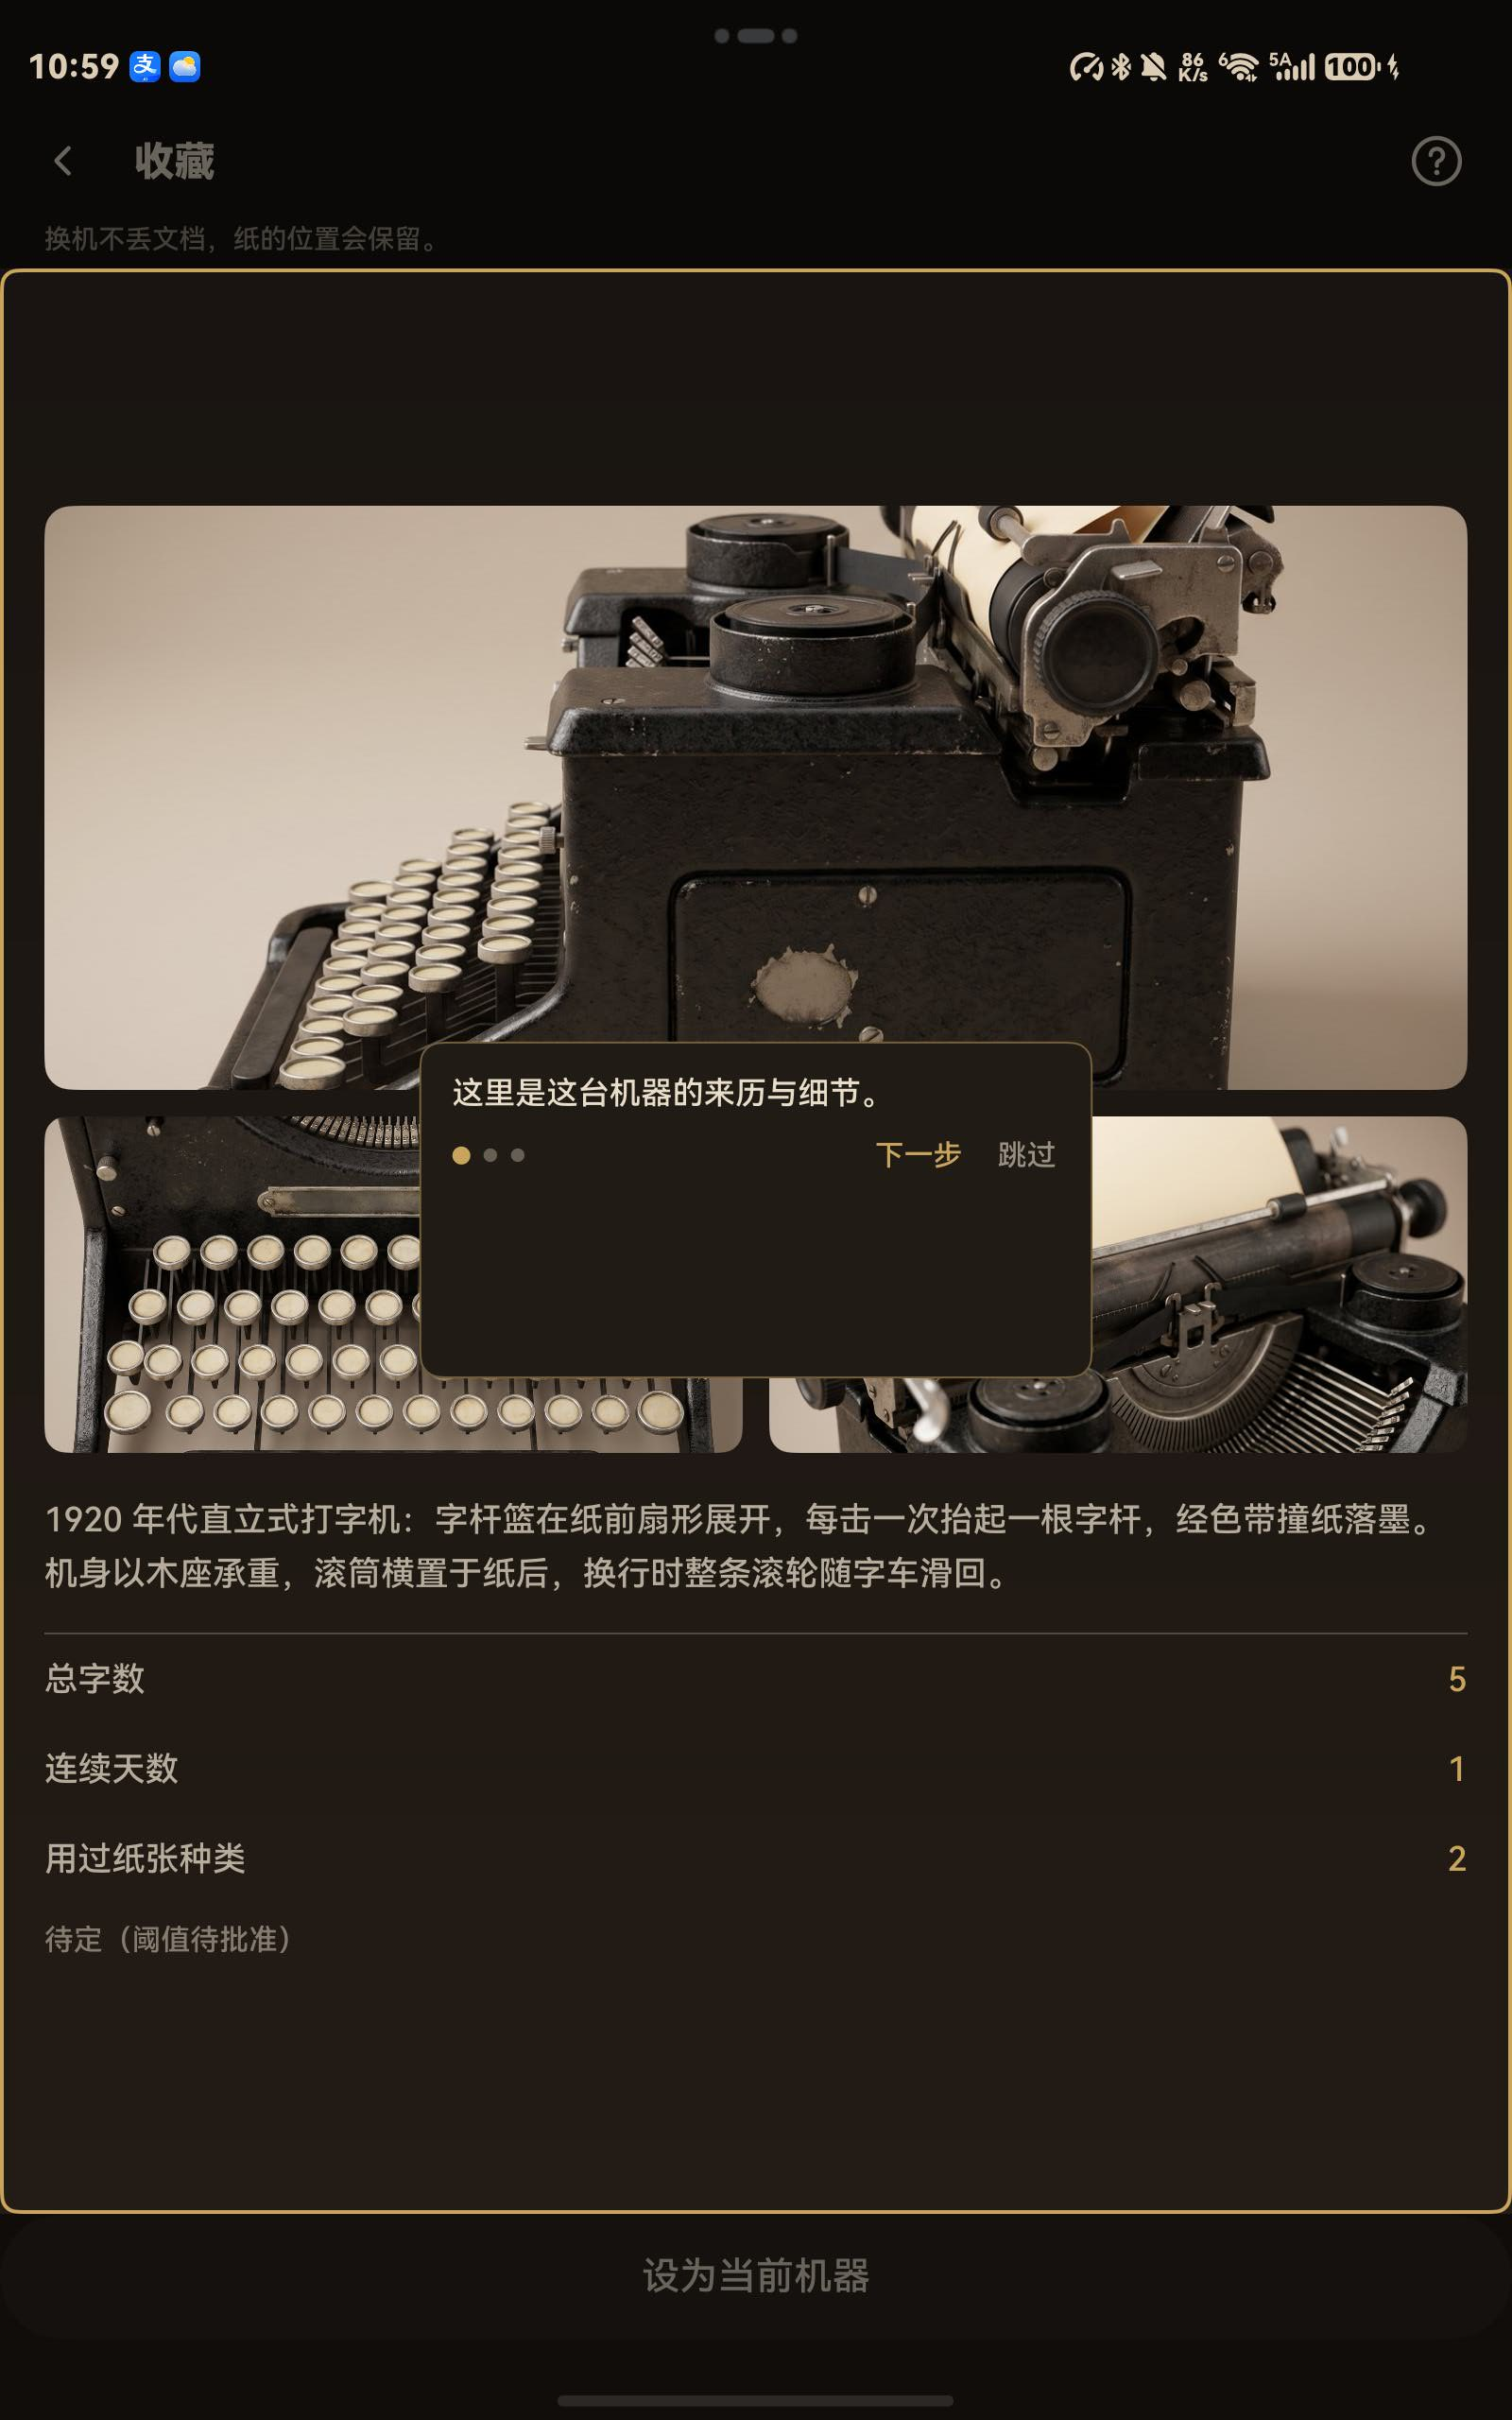 10:59
86
K/s
6
5A
100
收藏
换机不丢文档，纸的位置会保留。
这里是这台机器的来历与细节。
下一步 跳过
1920 年代直立式打字机：字杆篮在纸前扇形展开，每击一次抬起一根字杆，经色带撞纸落墨。
机身以木座承重，滚筒横置于纸后，换行时整条滚轮随字车滑回。
总字数 5
连续天数 1
用过纸张种类 2
待定（阈值待批准）
设为当前机器